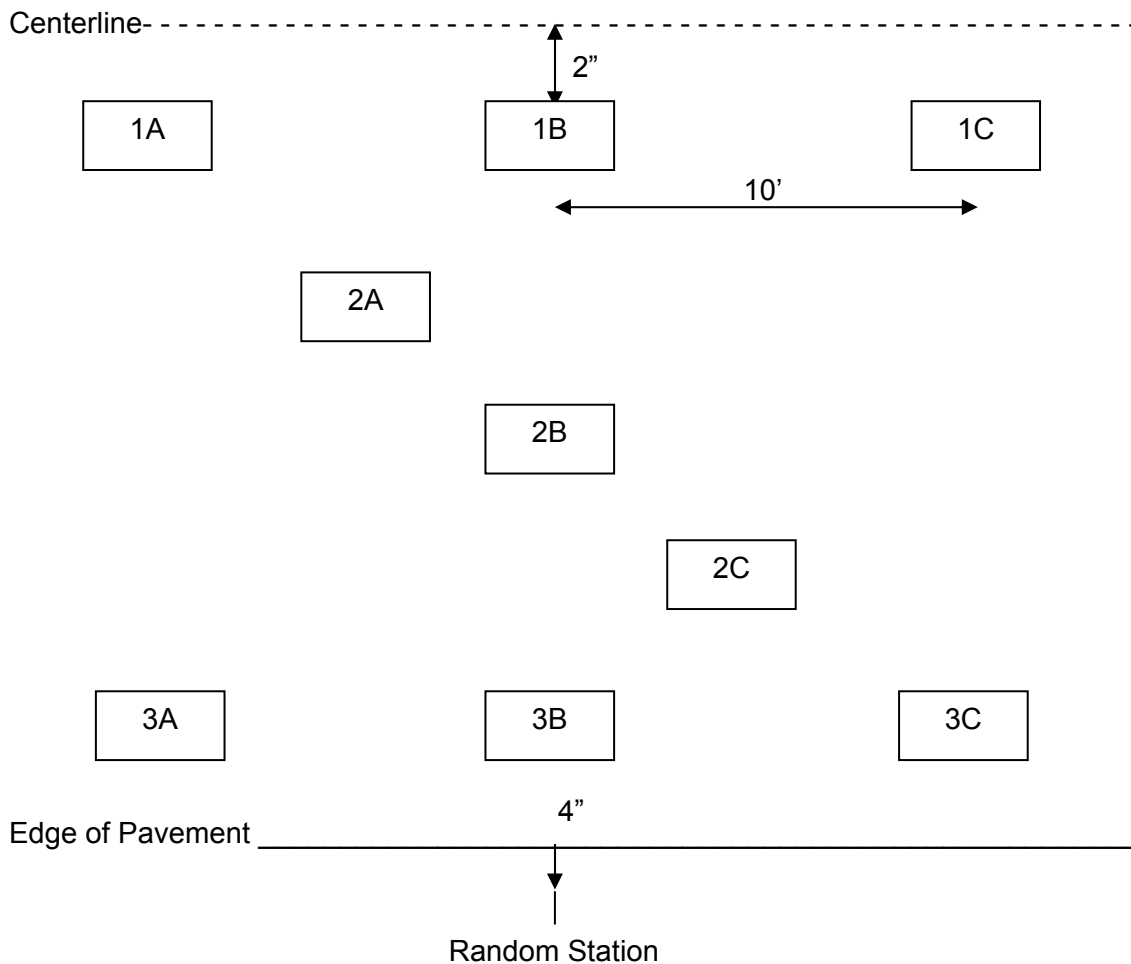 Centerline
2”
1A 1B 1C
10’
2A
2B
2C
3A 3B 3C
4”
Edge of Pavement
Random Station